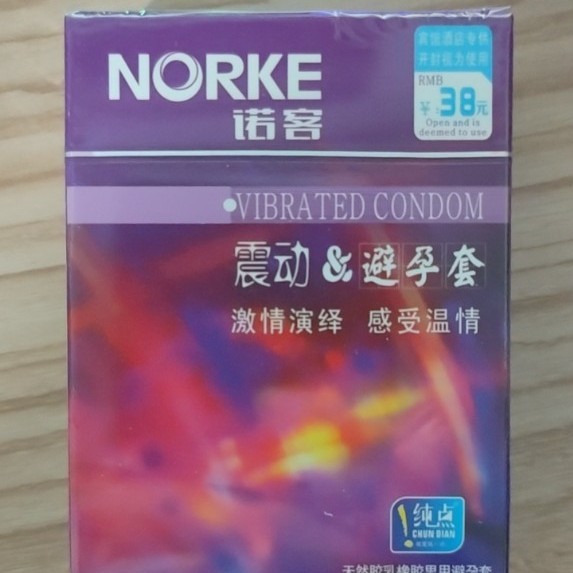 NORKE
诺客
宾馆酒店专供
开封视为使用
RMB
¥:38元
Open and is
deemed to use
•VIBRATED CONDOM
震动&避孕套
激情演绎 感受温情
纯点
CHUN DIAN
天然胶乳橡胶男用避孕套